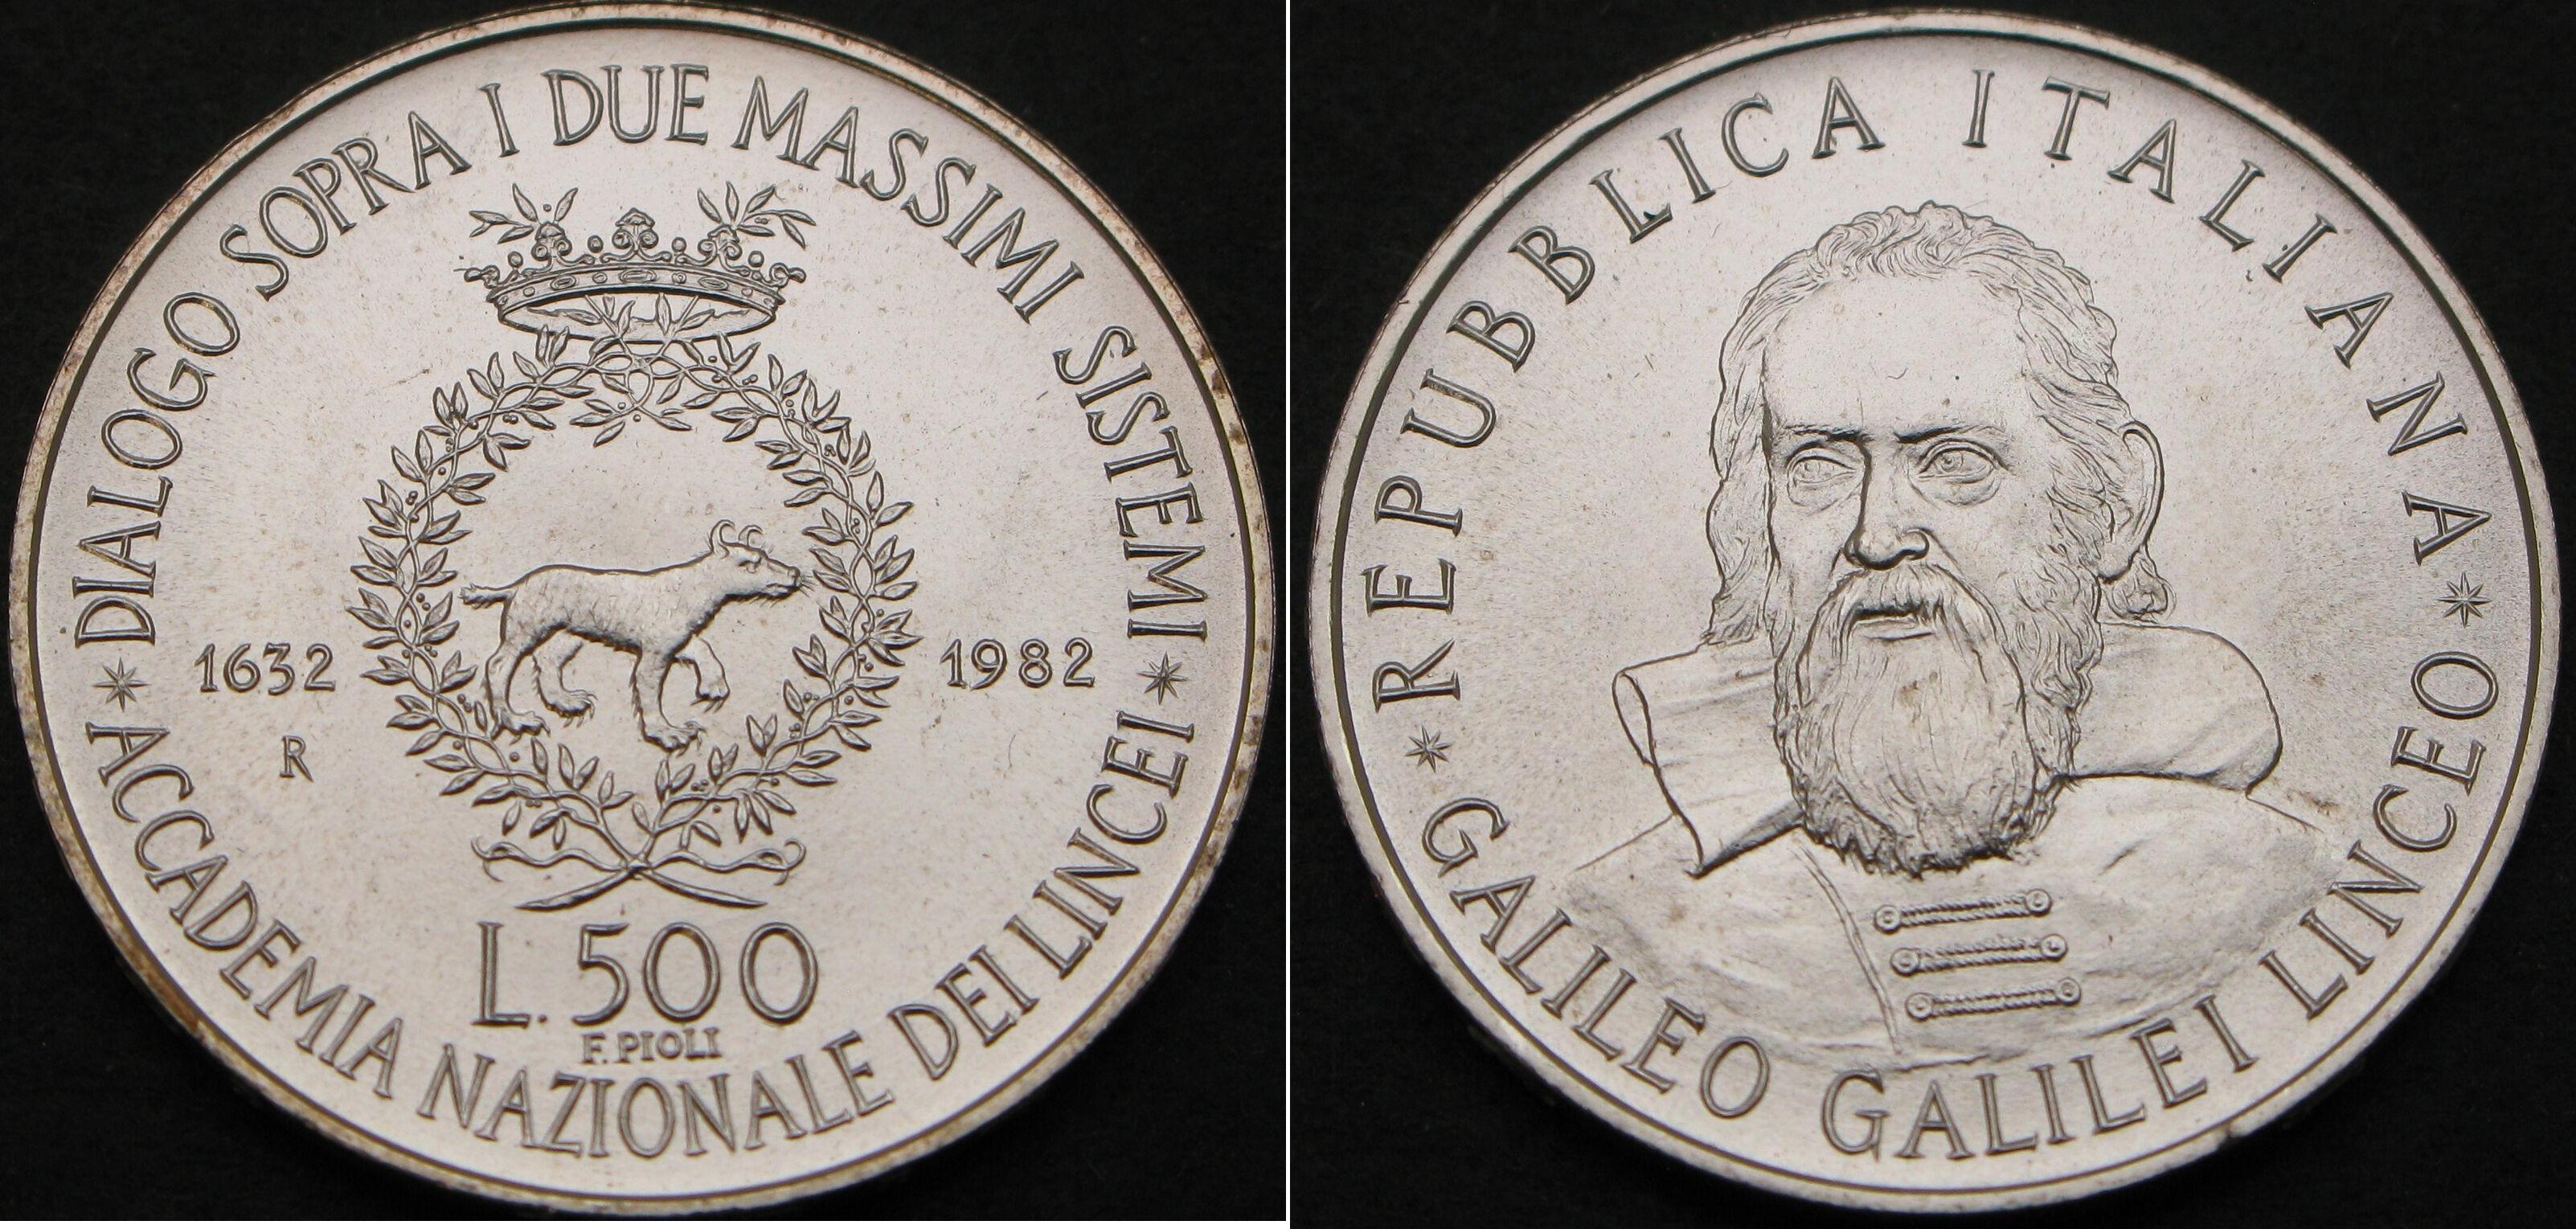 DIALOGO SOPRA I DUE MASSIMI SISTEMI
1632
1982
R
L. 500
F. PIOLI
ACCADEMIA NAZIONALE DEI LINCEI
REPUBBLICA ITALIANA
GALILEO GALILEI LINCEO